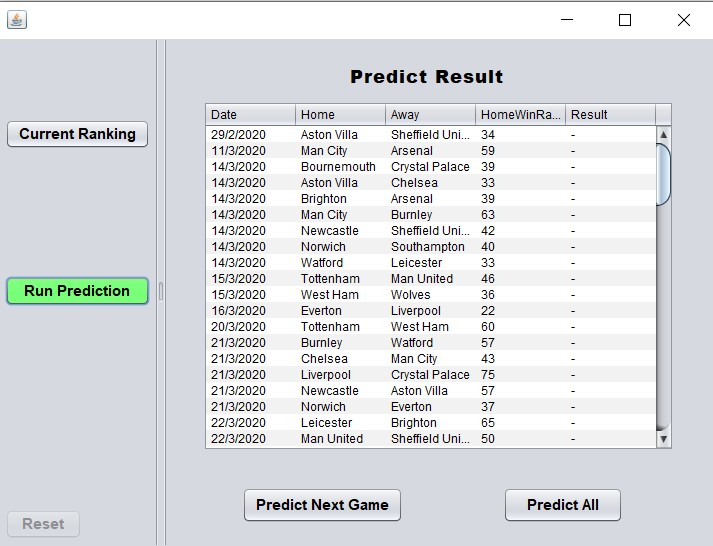 Predict Result
Current Ranking
Run Prediction
Reset
Date Home Away HomeWinRa... Result
29/2/2020 Aston Villa Sheffield Uni... 34 -
11/3/2020 Man City Arsenal 59 -
14/3/2020 Bournemouth Crystal Palace 39 -
14/3/2020 Aston Villa Chelsea 33 -
14/3/2020 Brighton Arsenal 39 -
14/3/2020 Man City Burnley 63 -
14/3/2020 Newcastle Sheffield Uni... 42 -
14/3/2020 Norwich Southampton 40 -
14/3/2020 Watford Leicester 33 -
15/3/2020 Tottenham Man United 46 -
15/3/2020 West Ham Wolves 36 -
16/3/2020 Everton Liverpool 22 -
20/3/2020 Tottenham West Ham 60 -
21/3/2020 Burnley Watford 57 -
21/3/2020 Chelsea Man City 43 -
21/3/2020 Liverpool Crystal Palace 75 -
21/3/2020 Newcastle Aston Villa 57 -
21/3/2020 Norwich Everton 37 -
22/3/2020 Leicester Brighton 65 -
22/3/2020 Man United Sheffield Uni... 50 -
Predict Next Game
Predict All